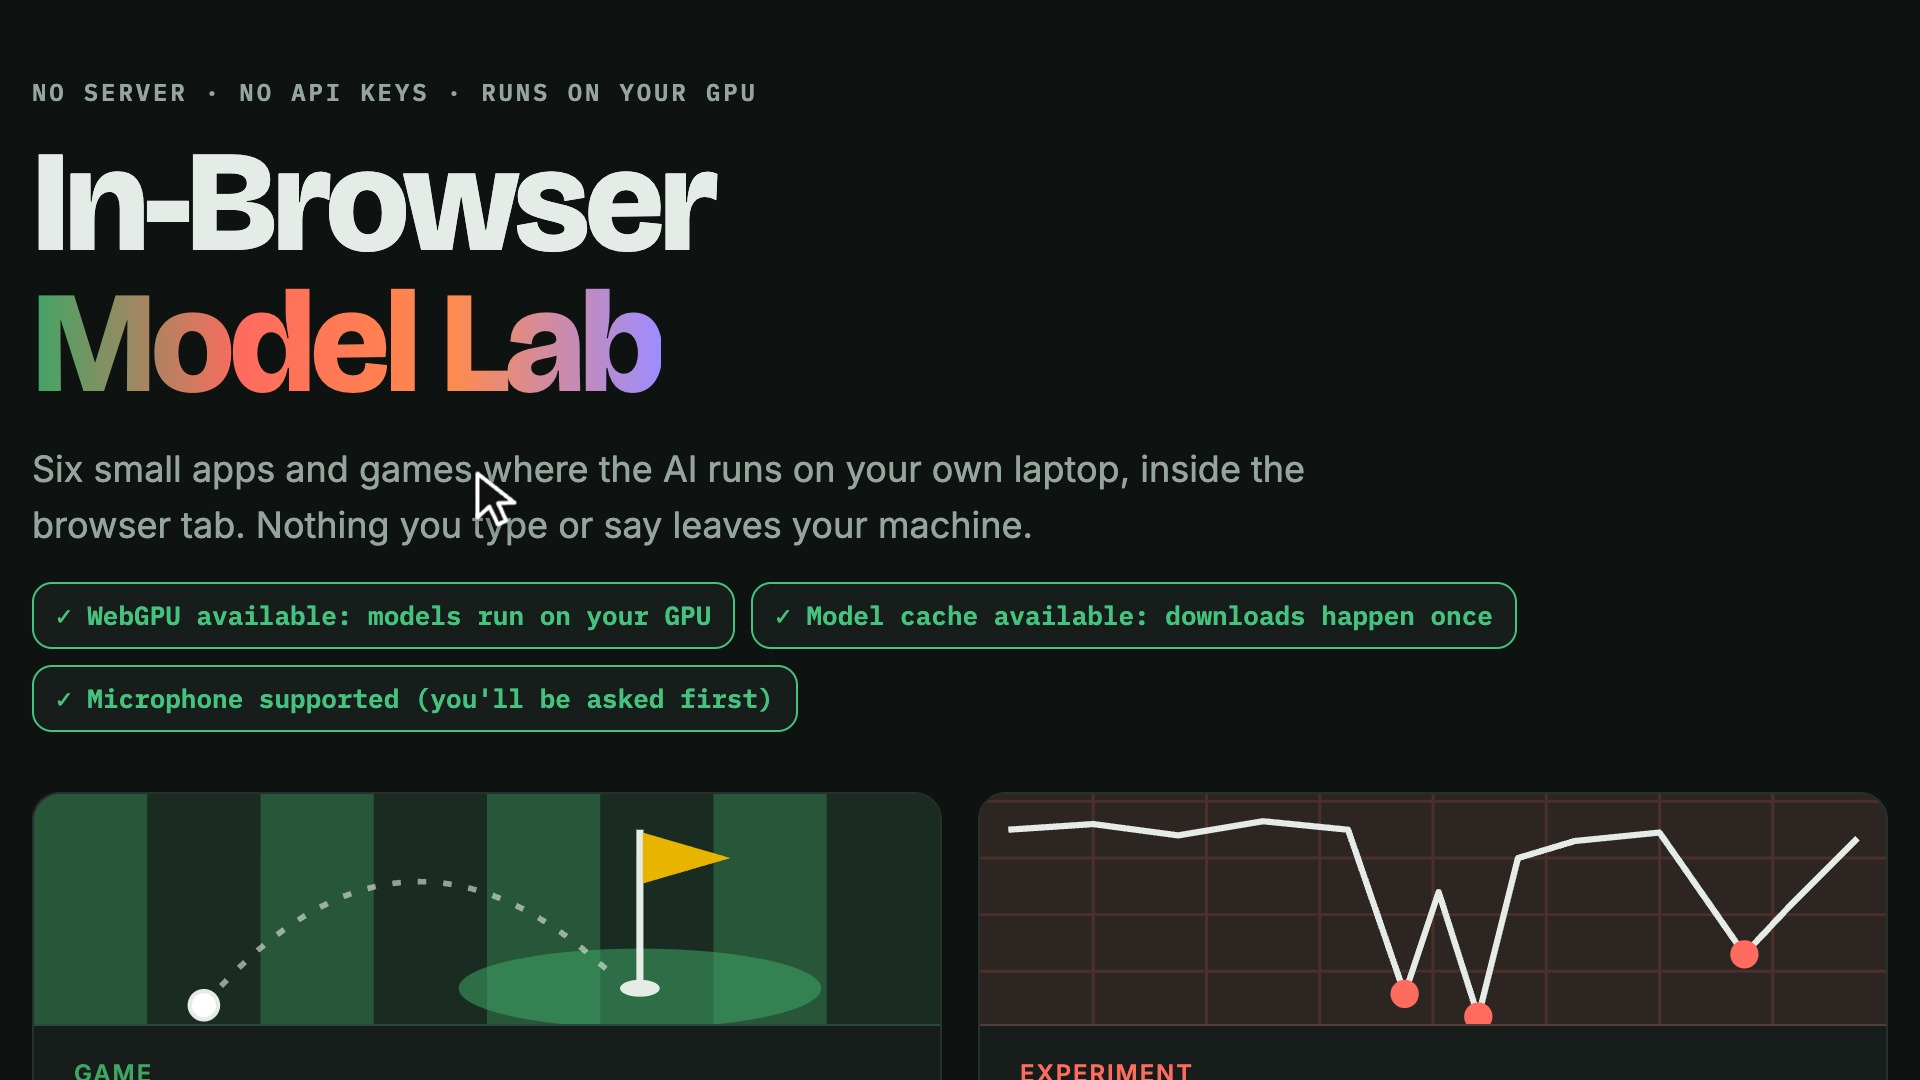 NO SERVER · NO API KEYS · RUNS ON YOUR GPU
In-Browser
Model Lab
Six small apps and games where the AI runs on your own laptop, inside the
browser tab. Nothing you type or say leaves your machine.
✓ WebGPU available: models run on your GPU
✓ Model cache available: downloads happen once
✓ Microphone supported (you'll be asked first)
GAME
EXPERIMENT